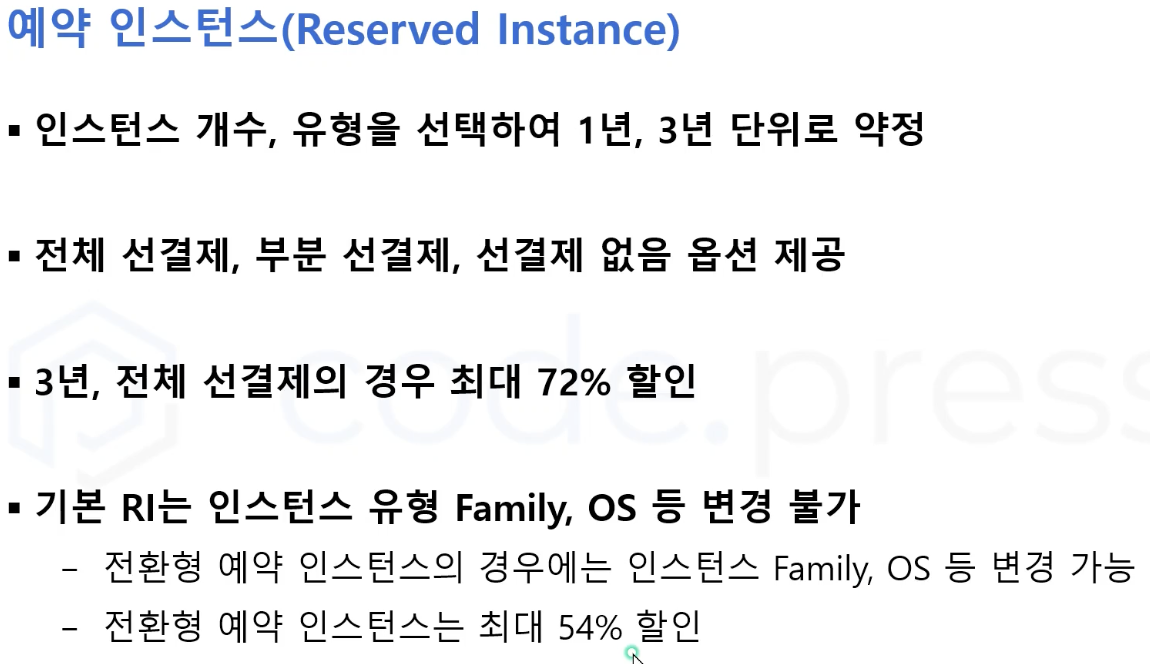 예약 인스턴스(Reserved Instance)
▪ 인스턴스 개수, 유형을 선택하여 1년, 3년 단위로 약정
▪ 전체 선결제, 부분 선결제, 선결제 없음 옵션 제공
▪ 3년, 전체 선결제의 경우 최대 72% 할인
code.press
▪ 기본 RI는 인스턴스 유형 Family, OS 등 변경 불가
– 전환형 예약 인스턴스의 경우에는 인스턴스 Family, OS 등 변경 가능
– 전환형 예약 인스턴스는 최대 54% 할인